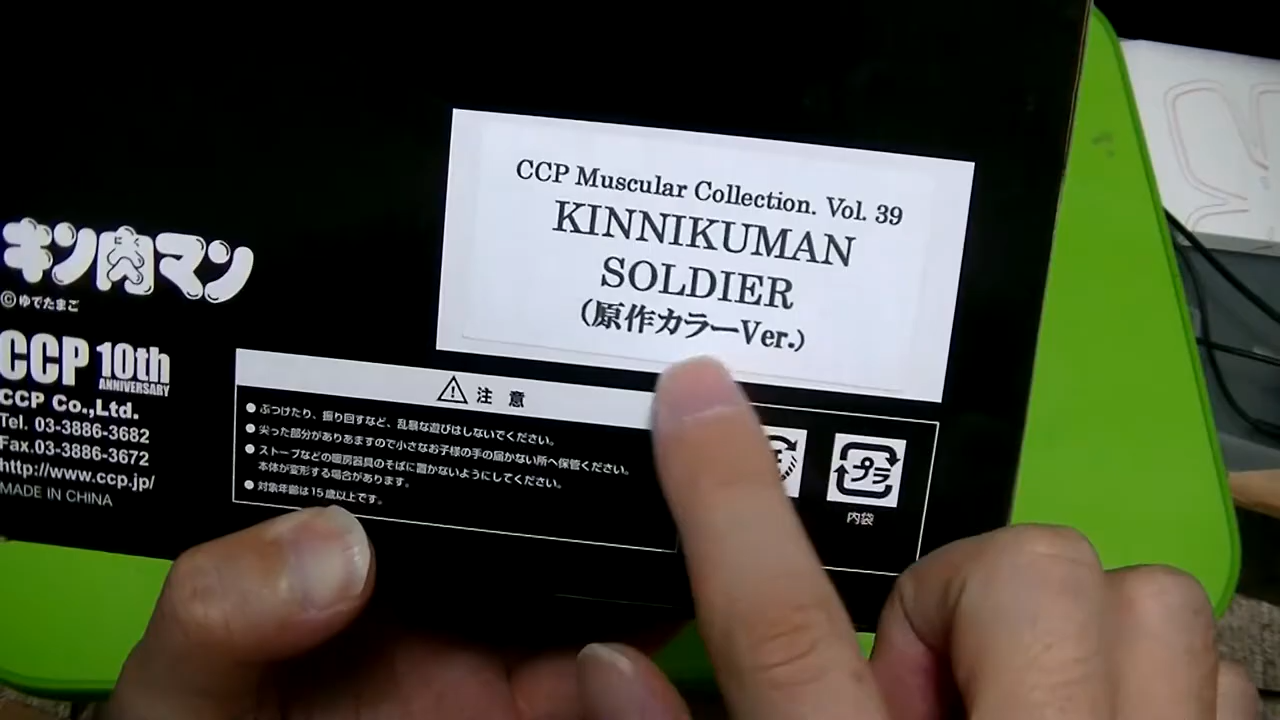 CCP Muscular Collection. Vol. 39
KINNIKUMAN
SOLDIER
(原作カラーVer.)
キン肉マン
にく
©ゆでたまご
CCP 10th
ANNIVERSARY
CCP Co.,Ltd.
Tel. 03-3886-3682
Fax.03-3886-3672
http://www.ccp.jp/
MADE IN CHINA
注意
●ぶつけたり、振り回すなど、乱暴な遊びはしないでください。
●尖った部分がありあますので小さなお子様の手の届かない所へ保管ください。
●ストーブなどの暖房器具のそばに置かないようにしてください。
本体が変形する場合があります。
●対象年齢は15歳以上です。
プラ
内袋